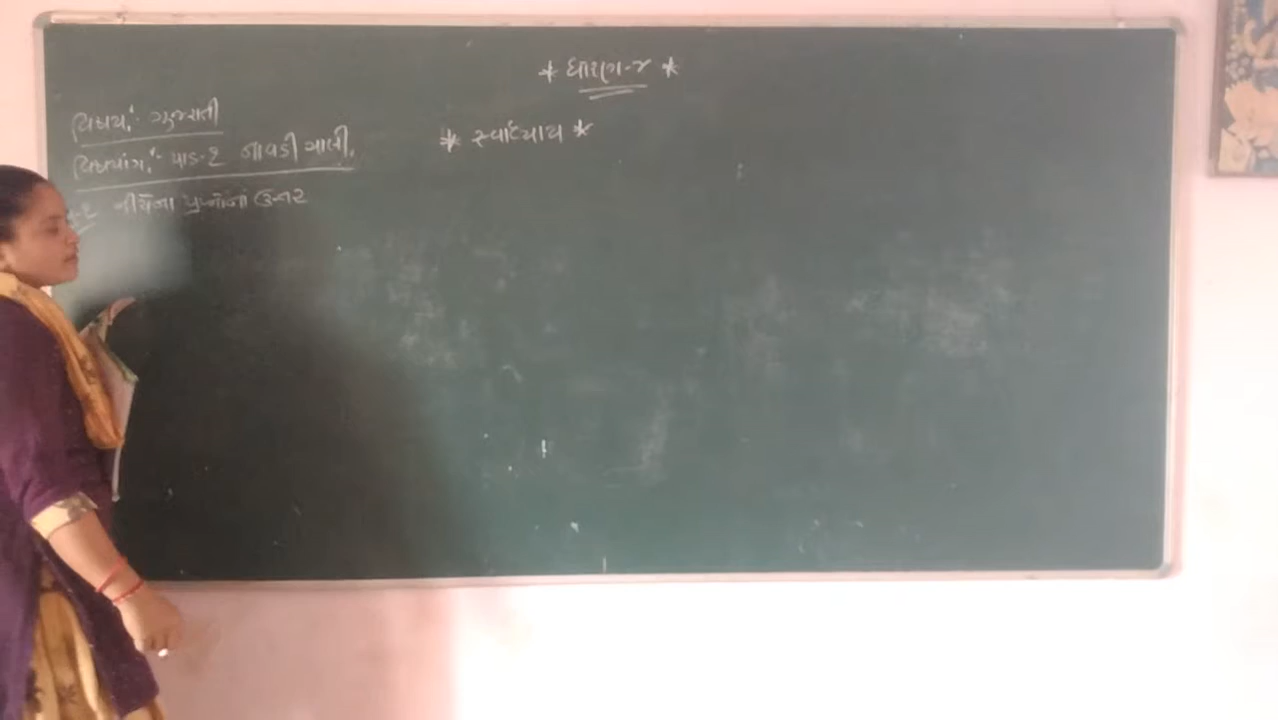 * ધોરણ-૪ *
વિષય:- ગુજરાતી
* સ્વાધ્યાય *
વિષયાંગ:- પાઠ-૨ નાવડી ચાલી.
નીચેના પ્રશ્નોનાં ઉત્તર